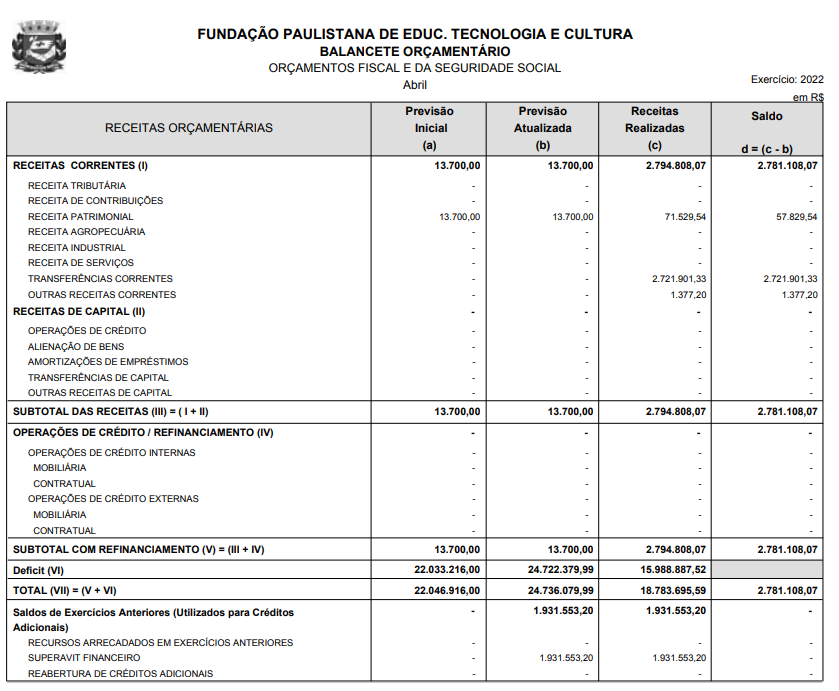 FUNDAÇÃO PAULISTANA DE EDUC. TECNOLOGIA E CULTURA
BALANCETE ORÇAMENTÁRIO
ORÇAMENTOS FISCAL E DA SEGURIDADE SOCIAL
Abril
Exercício: 2022
em R$
RECEITAS ORÇAMENTÁRIAS Previsão Inicial (a) Previsão Atualizada (b) Receitas Realizadas (c) Saldo d = (c - b)
RECEITAS CORRENTES (I) 13.700,00 13.700,00 2.794.808,07 2.781.108,07
RECEITA TRIBUTÁRIA - - - -
RECEITA DE CONTRIBUIÇÕES - - - -
RECEITA PATRIMONIAL 13.700,00 13.700,00 71.529,54 57.829,54
RECEITA AGROPECUÁRIA - - - -
RECEITA INDUSTRIAL - - - -
RECEITA DE SERVIÇOS - - - -
TRANSFERÊNCIAS CORRENTES - - 2.721.901,33 2.721.901,33
OUTRAS RECEITAS CORRENTES - - 1.377,20 1.377,20
RECEITAS DE CAPITAL (II) - - - -
OPERAÇÕES DE CRÉDITO - - - -
ALIENAÇÃO DE BENS - - - -
AMORTIZAÇÕES DE EMPRÉSTIMOS - - - -
TRANSFERÊNCIAS DE CAPITAL - - - -
OUTRAS RECEITAS DE CAPITAL - - - -
SUBTOTAL DAS RECEITAS (III) = ( I + II) 13.700,00 13.700,00 2.794.808,07 2.781.108,07
OPERAÇÕES DE CRÉDITO / REFINANCIAMENTO (IV) - - - -
OPERAÇÕES DE CRÉDITO INTERNAS - - - -
MOBILIÁRIA - - - -
CONTRATUAL - - - -
OPERAÇÕES DE CRÉDITO EXTERNAS - - - -
MOBILIÁRIA - - - -
CONTRATUAL - - - -
SUBTOTAL COM REFINANCIAMENTO (V) = (III + IV) 13.700,00 13.700,00 2.794.808,07 2.781.108,07
Deficit (VI) 22.033.216,00 24.722.379,99 15.988.887,52
TOTAL (VII) = (V + VI) 22.046.916,00 24.736.079,99 18.783.695,59 2.781.108,07
Saldos de Exercícios Anteriores (Utilizados para Créditos - 1.931.553,20 1.931.553,20 -
Adicionais)
RECURSOS ARRECADADOS EM EXERCÍCIOS ANTERIORES - - - -
SUPERAVIT FINANCEIRO - 1.931.553,20 1.931.553,20 -
REABERTURA DE CRÉDITOS ADICIONAIS - - - -